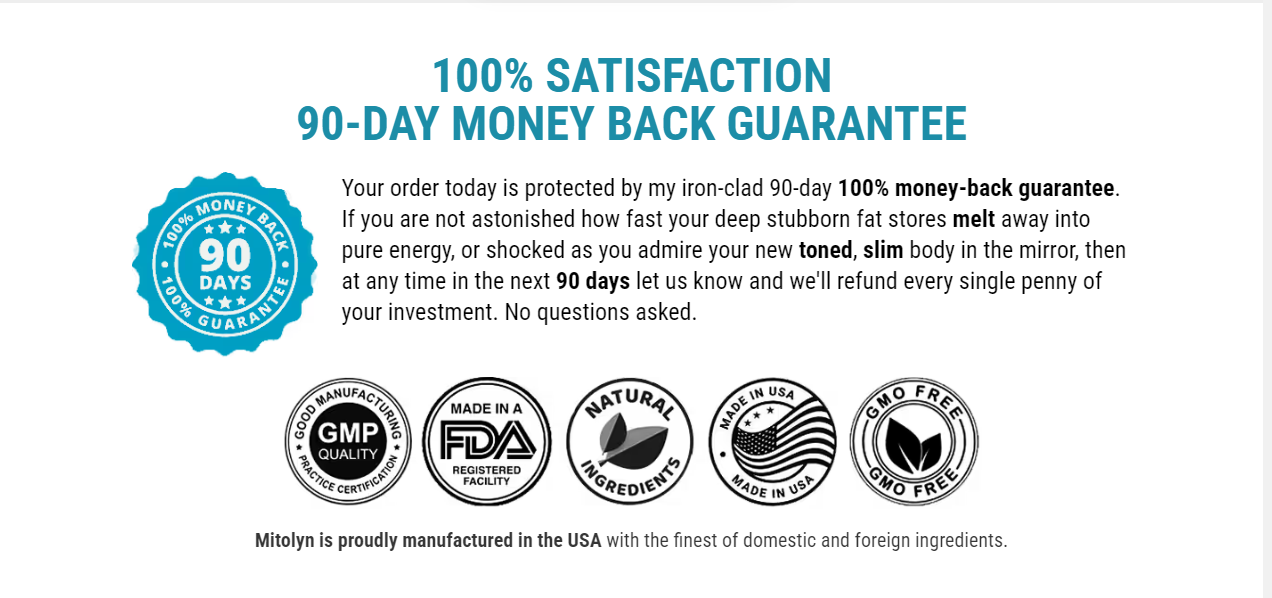 100% SATISFACTION
90-DAY MONEY BACK GUARANTEE
100% MONEY BACK
90
DAYS
100% GUARANTEE
Your order today is protected by my iron-clad 90-day 100% money-back guarantee.
If you are not astonished how fast your deep stubborn fat stores melt away into
pure energy, or shocked as you admire your new toned, slim body in the mirror, then
at any time in the next 90 days let us know and we'll refund every single penny of
your investment. No questions asked.
GOOD MANUFACTURING
GMP
QUALITY
PRACTICE CERTIFICATION
MADE IN A
FDA
REGISTERED
FACILITY
NATURAL
INGREDIENTS
MADE IN USA
MADE IN USA
GMO FREE
GMO FREE
Mitolyn is proudly manufactured in the USA with the finest of domestic and foreign ingredients.